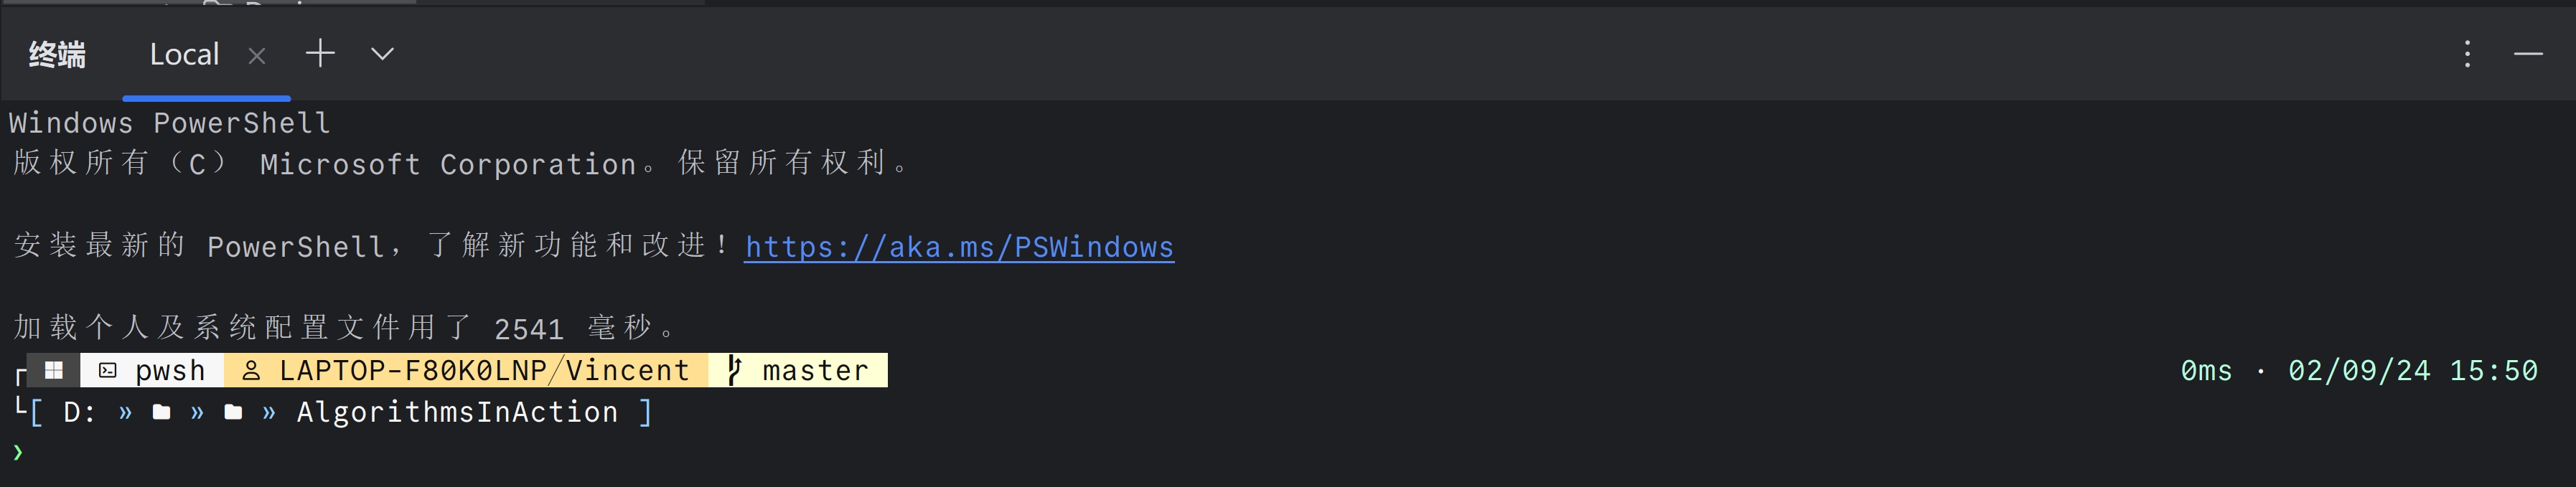 终端 Local
Windows PowerShell
版权所有（C） Microsoft Corporation。保留所有权利。
安装最新的 PowerShell，了解新功能和改进！https://aka.ms/PSWindows
加载个人及系统配置文件用了 2541 毫秒。
pwsh LAPTOP-F80K0LNP/Vincent master 0ms · 02/09/24 15:50
[ D: » » » AlgorithmsInAction ]
❯